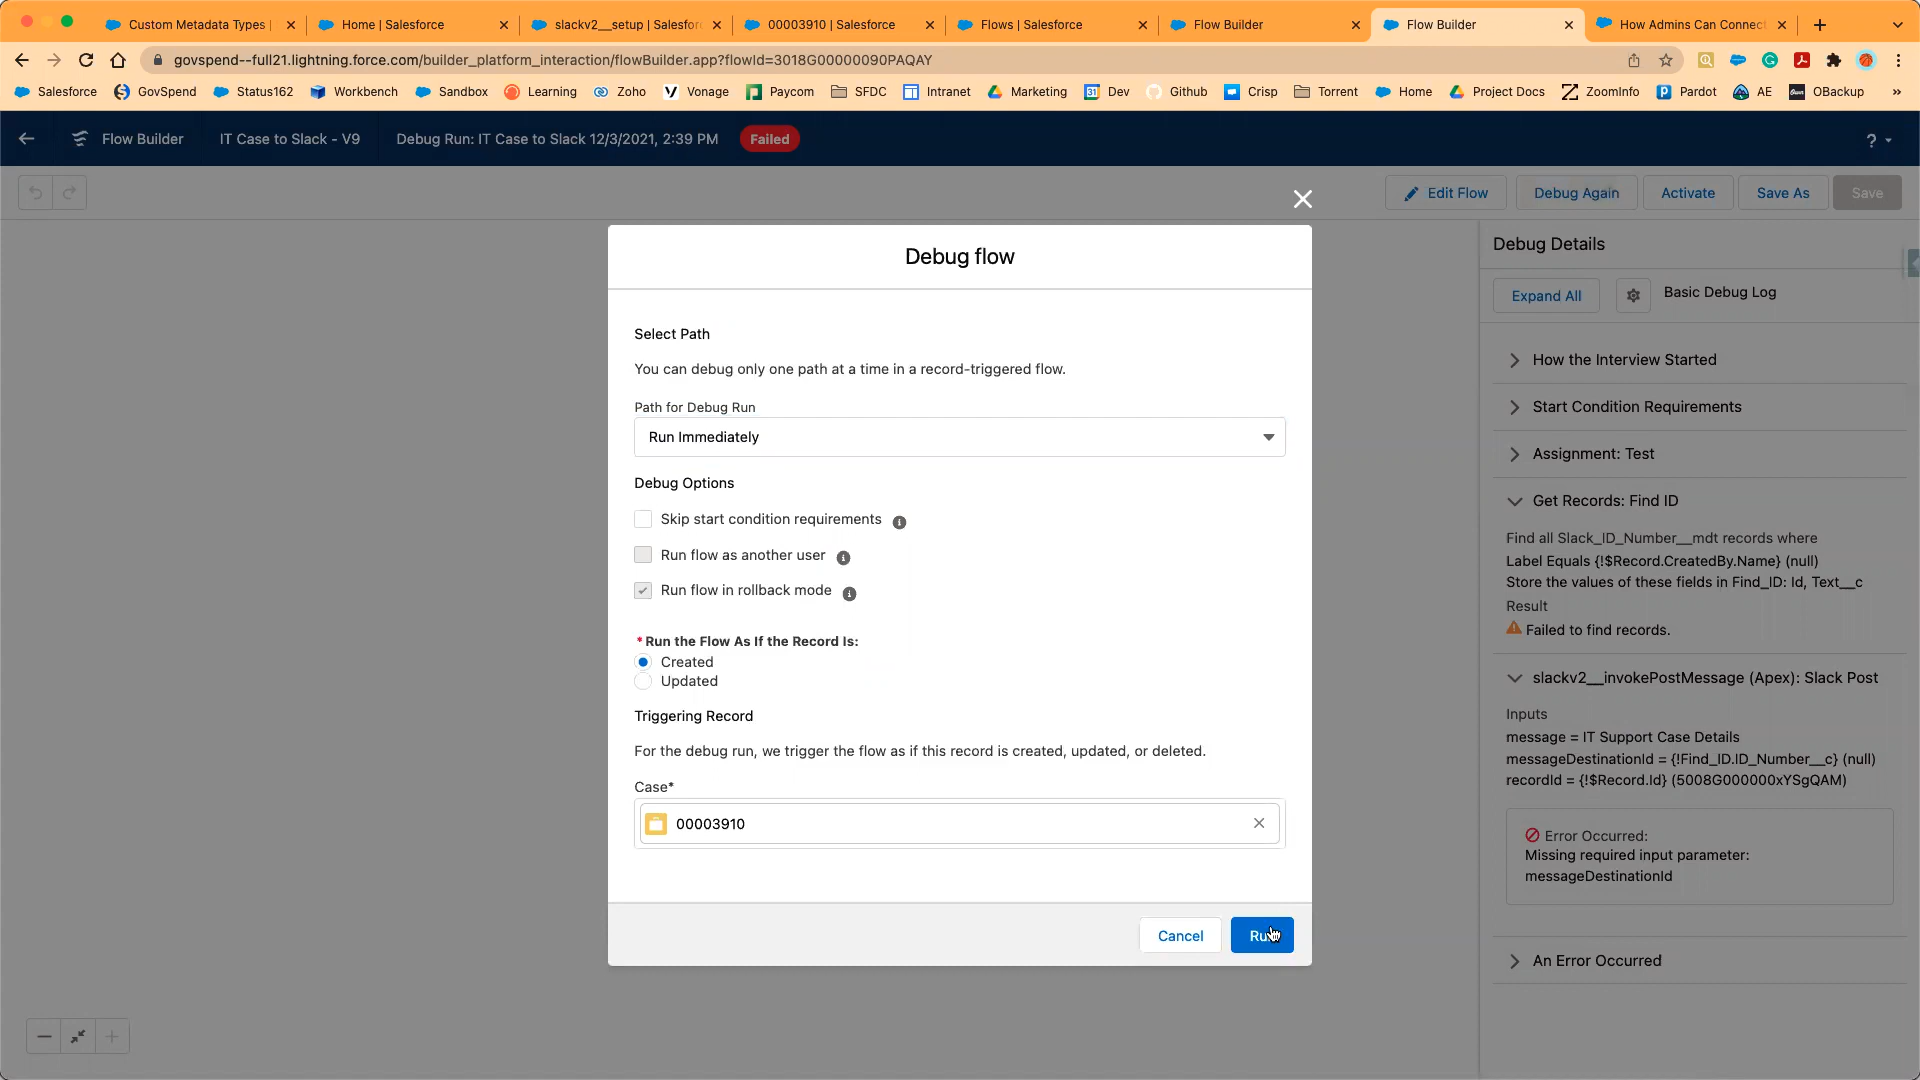 Custom Metadata Types |
Home | Salesforce
slackv2__setup | Salesfor
00003910 | Salesforce
Flows | Salesforce
Flow Builder
Flow Builder
How Admins Can Connect
govspend--full21.lightning.force.com/builder_platform_interaction/flowBuilder.app?flowId=3018G00000090PAQAY
Salesforce
GovSpend
Status162
Workbench
Sandbox
Learning
Zoho
Vonage
Paycom
SFDC
Intranet
Marketing
Dev
Github
Crisp
Torrent
Home
Project Docs
ZoomInfo
Pardot
AE
OBackup
»
Flow Builder
IT Case to Slack - V9
Debug Run: IT Case to Slack 12/3/2021, 2:39 PM
Failed
?
Edit Flow
Debug Again
Activate
Save As
Save
Debug flow
Select Path
You can debug only one path at a time in a record-triggered flow.
Path for Debug Run
Run Immediately
Debug Options
Skip start condition requirements
Run flow as another user
Run flow in rollback mode
*Run the Flow As If the Record Is:
Created
Updated
Triggering Record
For the debug run, we trigger the flow as if this record is created, updated, or deleted.
Case*
00003910
Cancel
Debug Details
Expand All
Basic Debug Log
How the Interview Started
Start Condition Requirements
Assignment: Test
Get Records: Find ID
Find all Slack_ID_Number__mdt records where
Label Equals {!$Record.CreatedBy.Name} (null)
Store the values of these fields in Find_ID: Id, Text__c
Result
Failed to find records.
slackv2__invokePostMessage (Apex): Slack Post
Inputs
message = IT Support Case Details
messageDestinationId = {!Find_ID.ID_Number__c} (null)
recordId = {!$Record.Id} (5008G000000xYSgQAM)
Error Occurred:
Missing required input parameter:
messageDestinationId
An Error Occurred